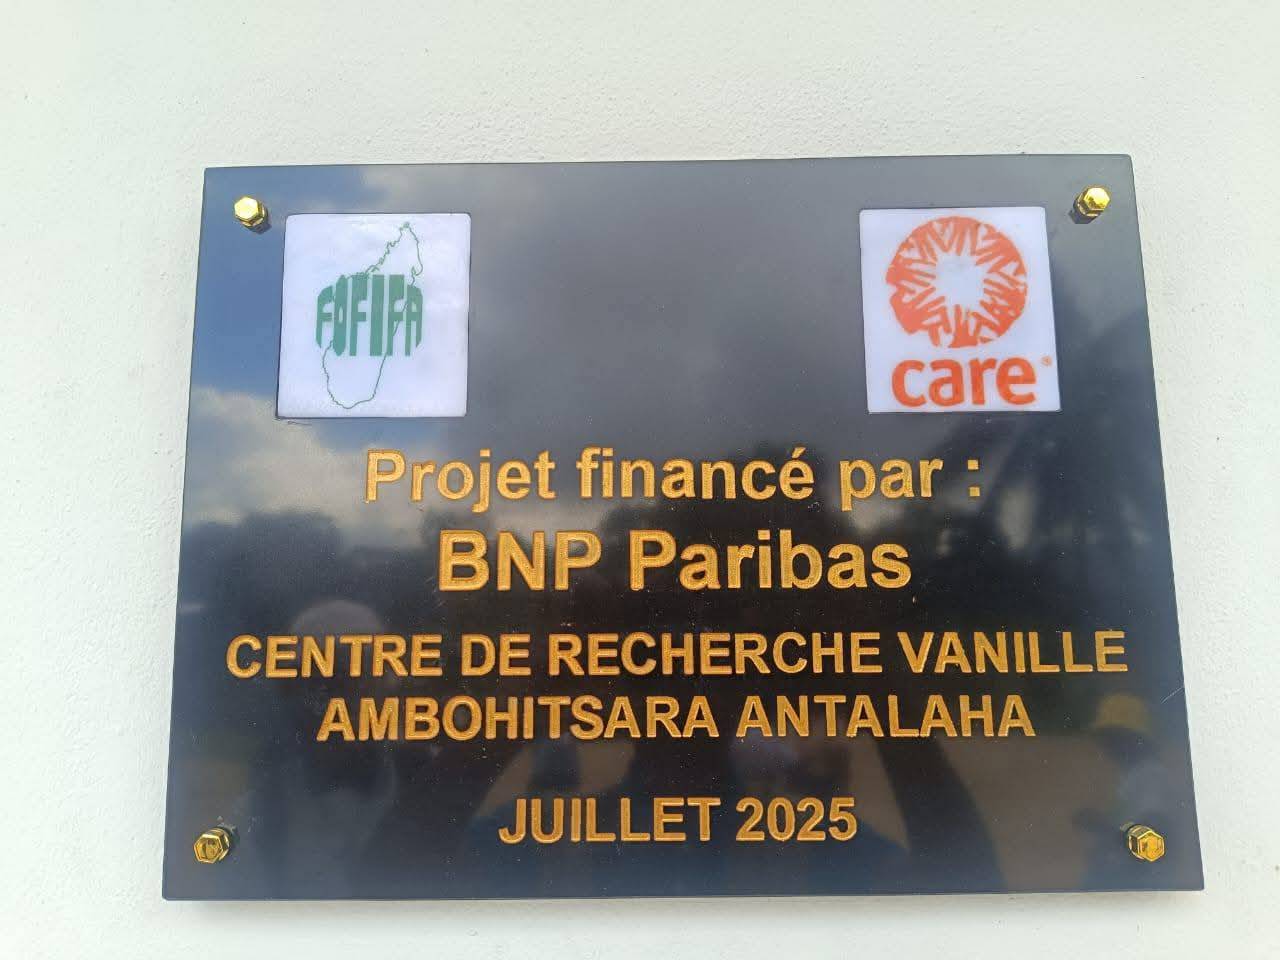 FOFIFA
care®
Projet financé par :
BNP Paribas
CENTRE DE RECHERCHE VANILLE
AMBOHITSARA ANTALAHA
JUILLET 2025